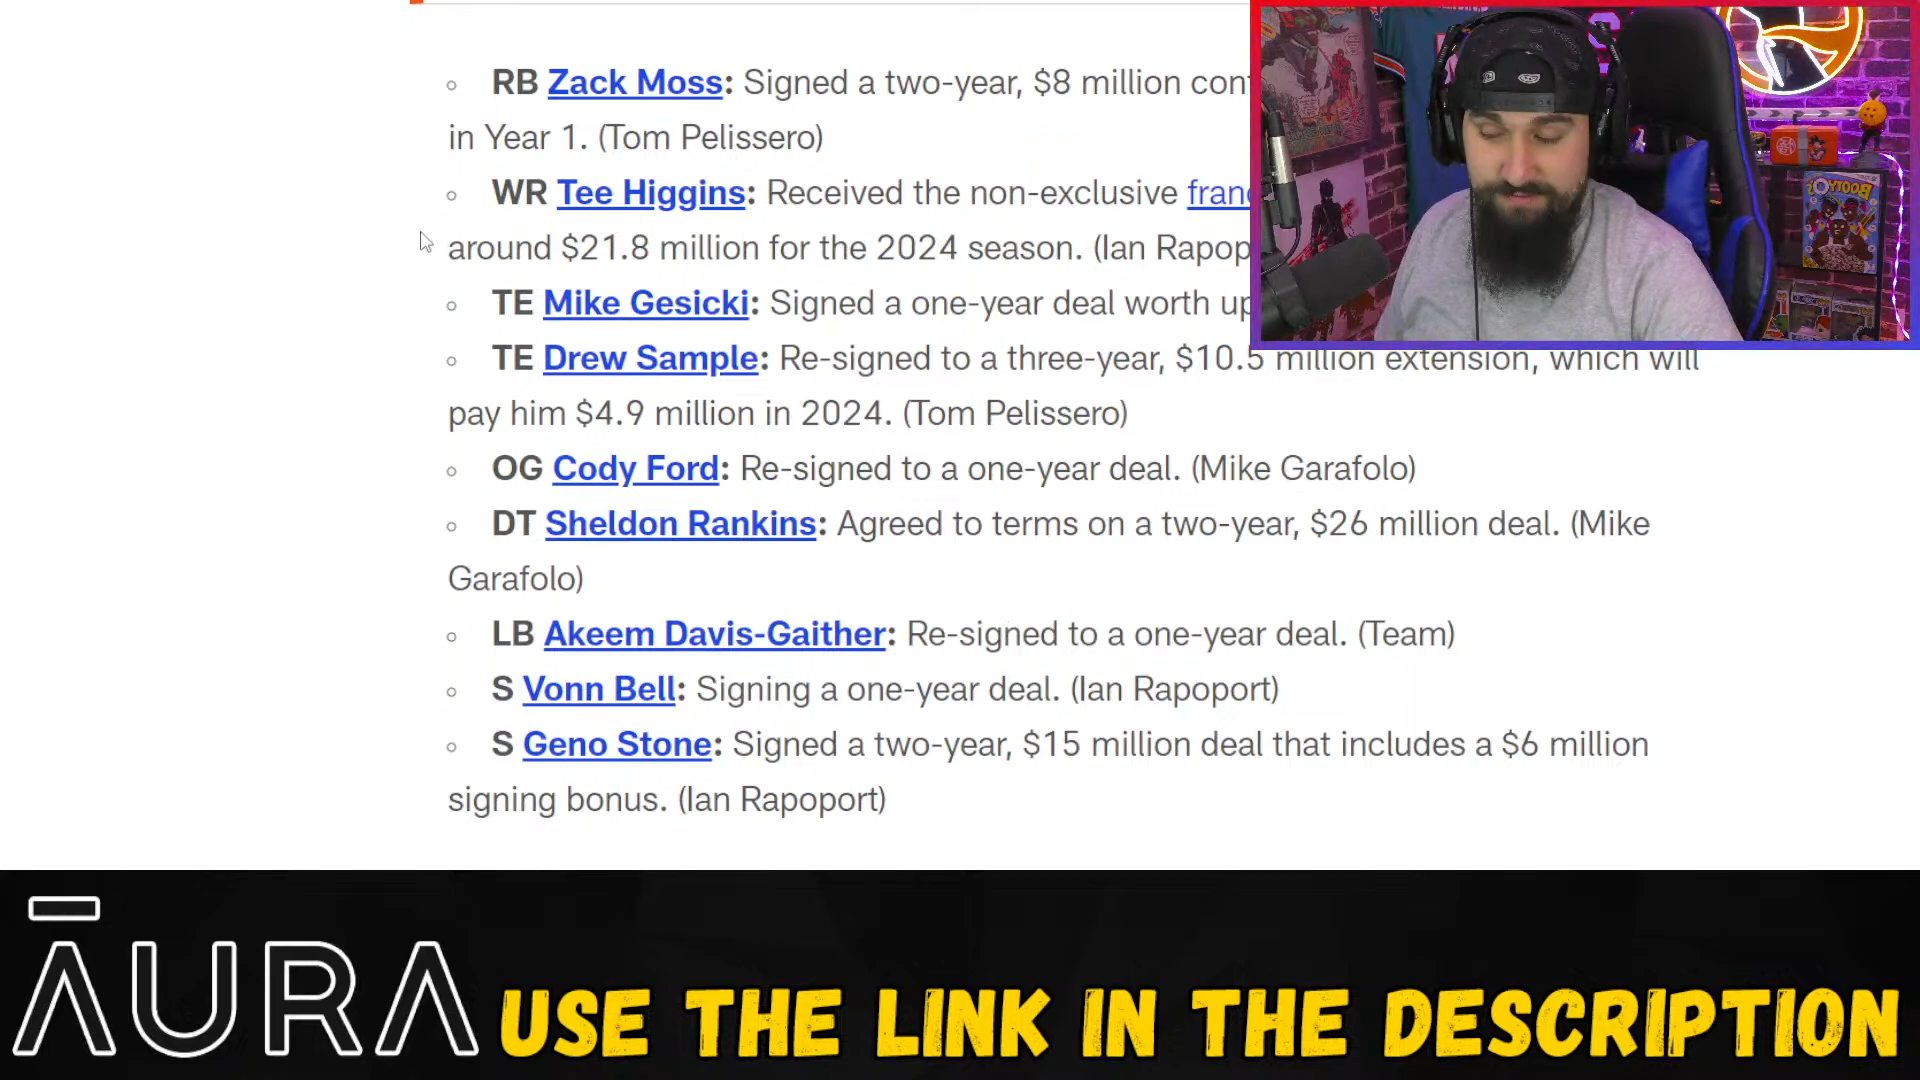 RB Zack Moss: Signed a two-year, $8 million
in Year 1. (Tom Pelissero)
WR Tee Higgins: Received the non-exclusive
around $21.8 million for the 2024 season. (Ian
TE Mike Gesicki: Signed a one-year deal worth up
TE Drew Sample: Re-signed to a three-year, $10.5 million extension, which will
pay him $4.9 million in 2024. (Tom Pelissero)
OG Cody Ford: Re-signed to a one-year deal. (Mike Garafolo)
DT Sheldon Rankins: Agreed to terms on a two-year, $26 million deal. (Mike
Garafolo)
LB Akeem Davis-Gaither: Re-signed to a one-year deal. (Team)
S Vonn Bell: Signing a one-year deal. (Ian Rapoport)
S Geno Stone: Signed a two-year, $15 million deal that includes a $6 million
signing bonus. (Ian Rapoport)
ĀURA USE THE LINK IN THE DESCRIPTION